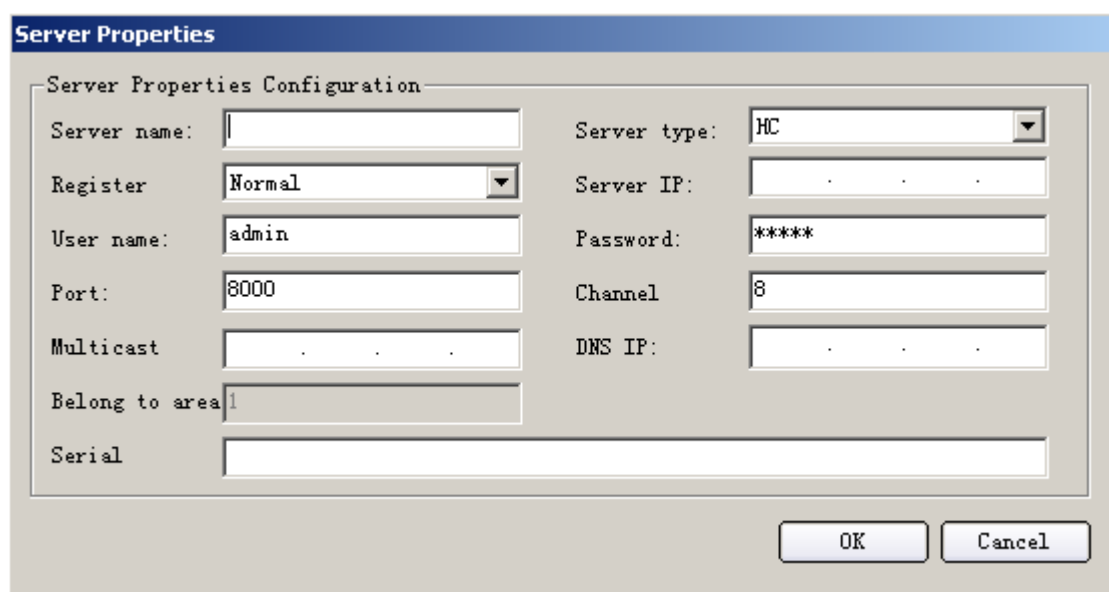 Server Properties
Server Properties Configuration
Server name: Server type: HC
Register Normal Server IP: . . .
User name: admin Password: *****
Port: 8000 Channel 8
Multicast . . . DNS IP: . . .
Belong to area 1
Serial
OK Cancel